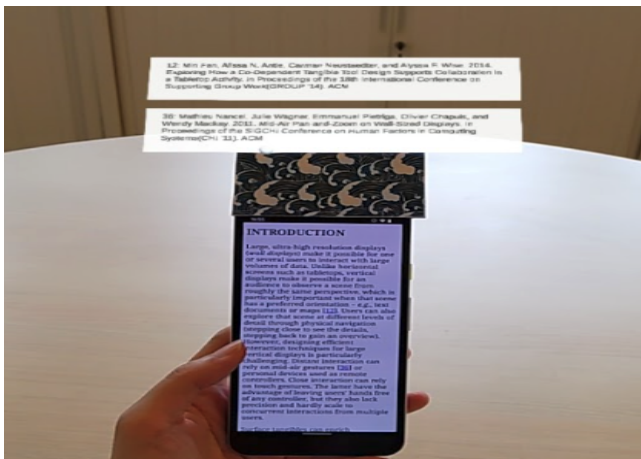 12: Min Fan, Alissa N. Antle, Carman Neustaedter, and Alyssa F. Wise. 2014.
Exploring How a Co-Dependent Tangible Tool Design Supports Collaboration in
a Tabletop Activity. In Proceedings of the 18th International Conference on
Supporting Group Work(GROUP '14). ACM
36: Mathieu Nancel, Julie Wagner, Emmanuel Pietriga, Olivier Chapuis, and
Wendy Mackay. 2011. Mid-Air Pan-and-Zoom on Wall-Sized Displays. In
Proceedings of the SIGCHI Conference on Human Factors in Computing
Systems(CHI '11). ACM
INTRODUCTION
Large, ultra-high resolution displays
(wall displays) make it possible for one
or several users to interact with large
volumes of data. Unlike horizontal
screens such as tabletops, vertical
displays make it possible for an
audience to observe a scene from
roughly the same perspective, which is
particularly important when that scene
has a preferred orientation – e.g., text
documents or maps [12]. Users can also
explore that scene at different levels of
detail through physical navigation
(stepping close to see the details,
stepping back to gain an overview).
However, designing efficient
interaction techniques for large
vertical displays is particularly
challenging. Distant interaction can
rely on mid-air gestures [36] or
personal devices used as remote
controllers. Close interaction can rely
on touch gestures. The latter have the
advantage of leaving users' hands free
of any controller, but they also lack
precision and hardly scale to
concurrent interactions from multiple
users.
Surface tangibles can enrich